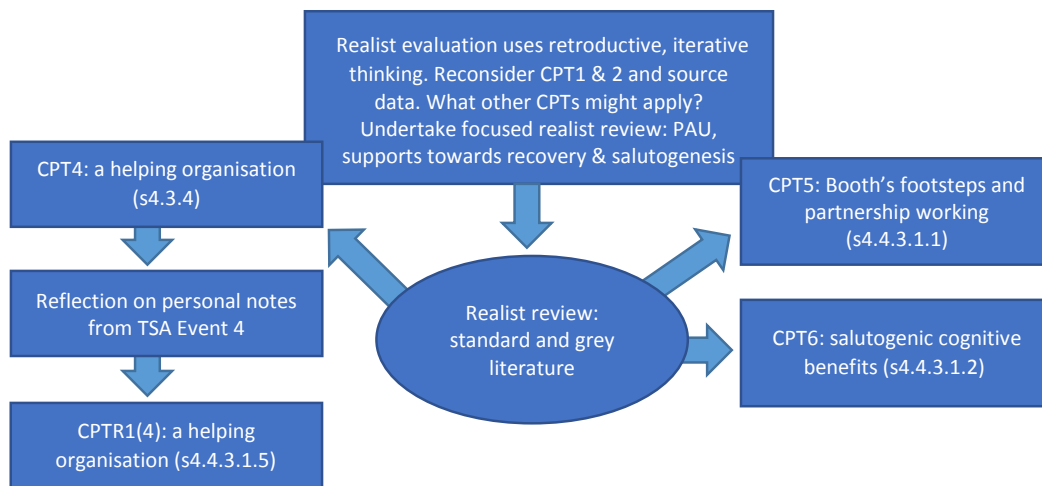 Realist evaluation uses retroductive, iterative
thinking. Reconsider CPT1 & 2 and source
data. What other CPTs might apply?
Undertake focused realist review: PAU,
supports towards recovery & salutogenesis
CPT4: a helping organisation
(s4.3.4)
Reflection on personal notes
from TSA Event 4
CPTR1(4): a helping
organisation (s4.4.3.1.5)
Realist review:
standard and grey
literature
CPT5: Booth’s footsteps and
partnership working
(s4.4.3.1.1)
CPT6: salutogenic cognitive
benefits (s4.4.3.1.2)